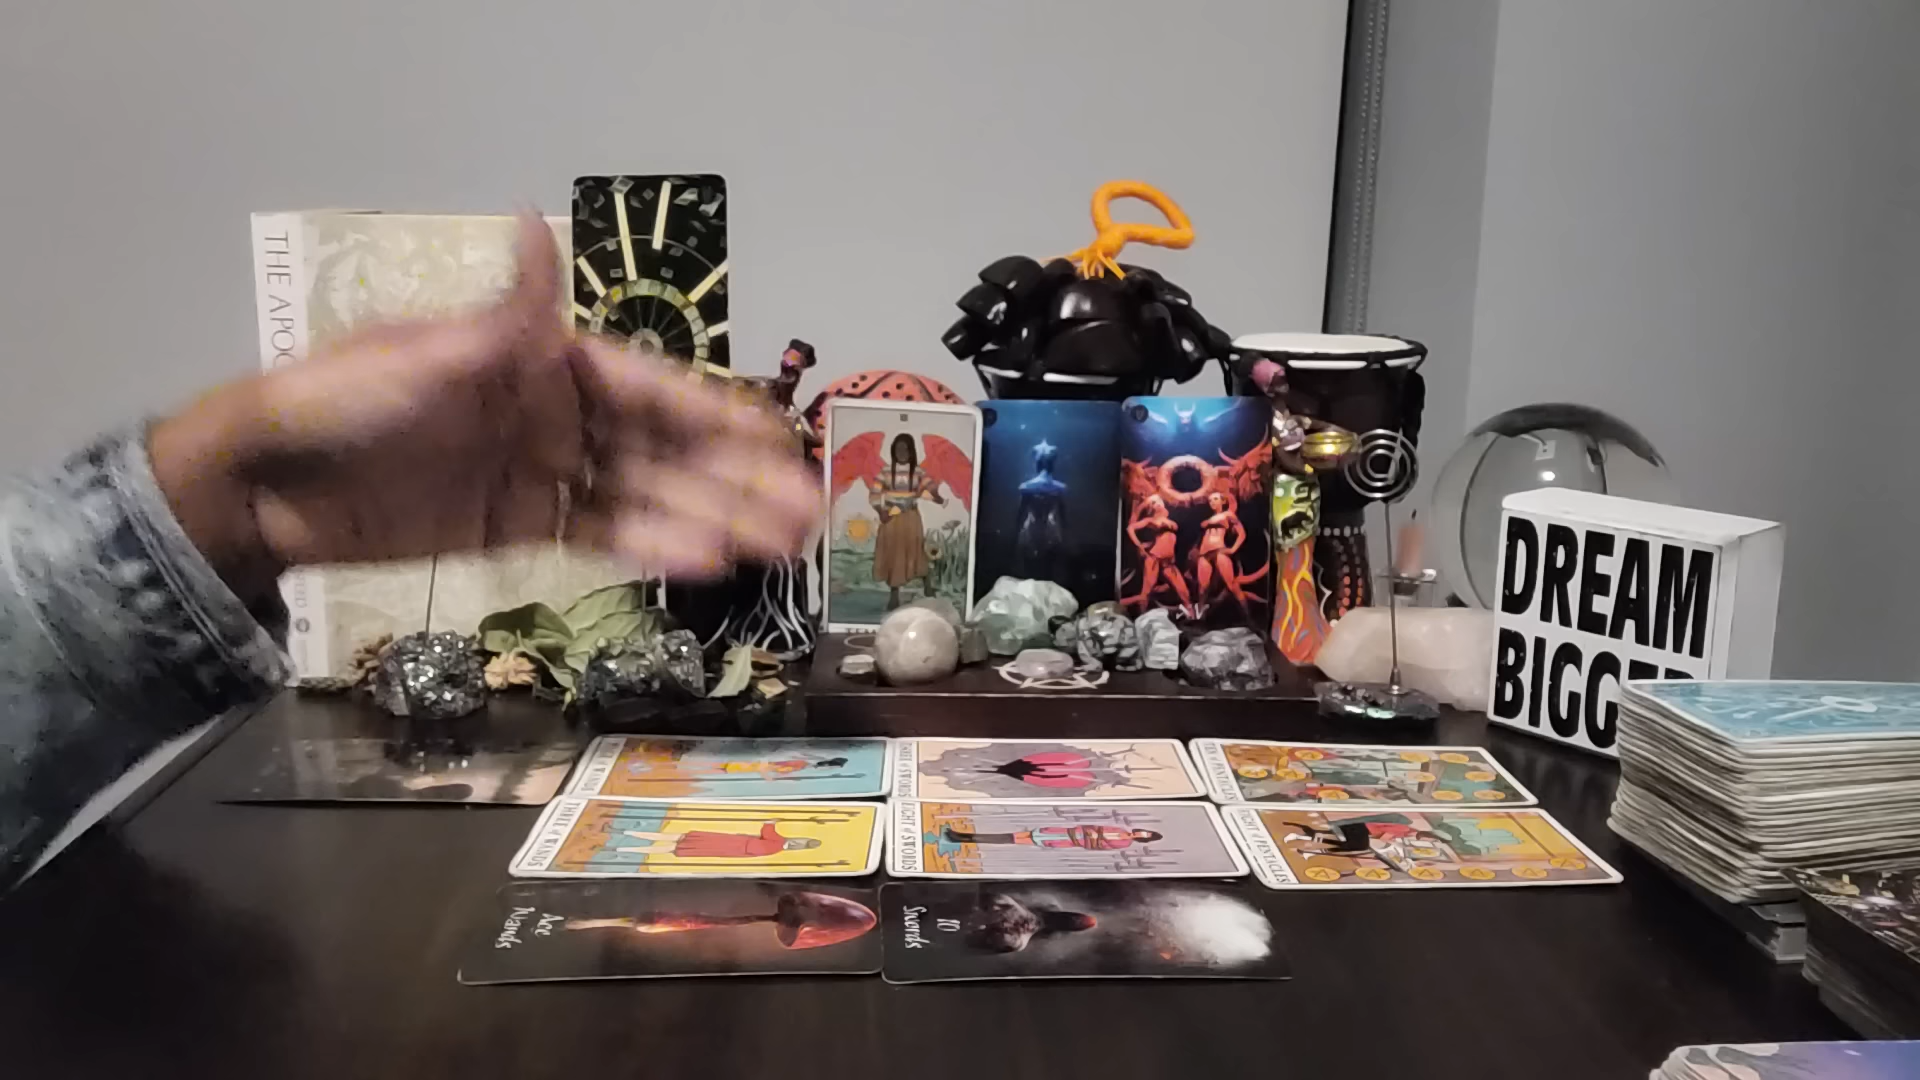 THE APOC
DREAM
BIGGE
THREE of SWORDS
TEN of PENTACLES
THREE of WANDS
EIGHT of SWORDS
EIGHT of PENTACLES
Ace
Wands
10
Swords